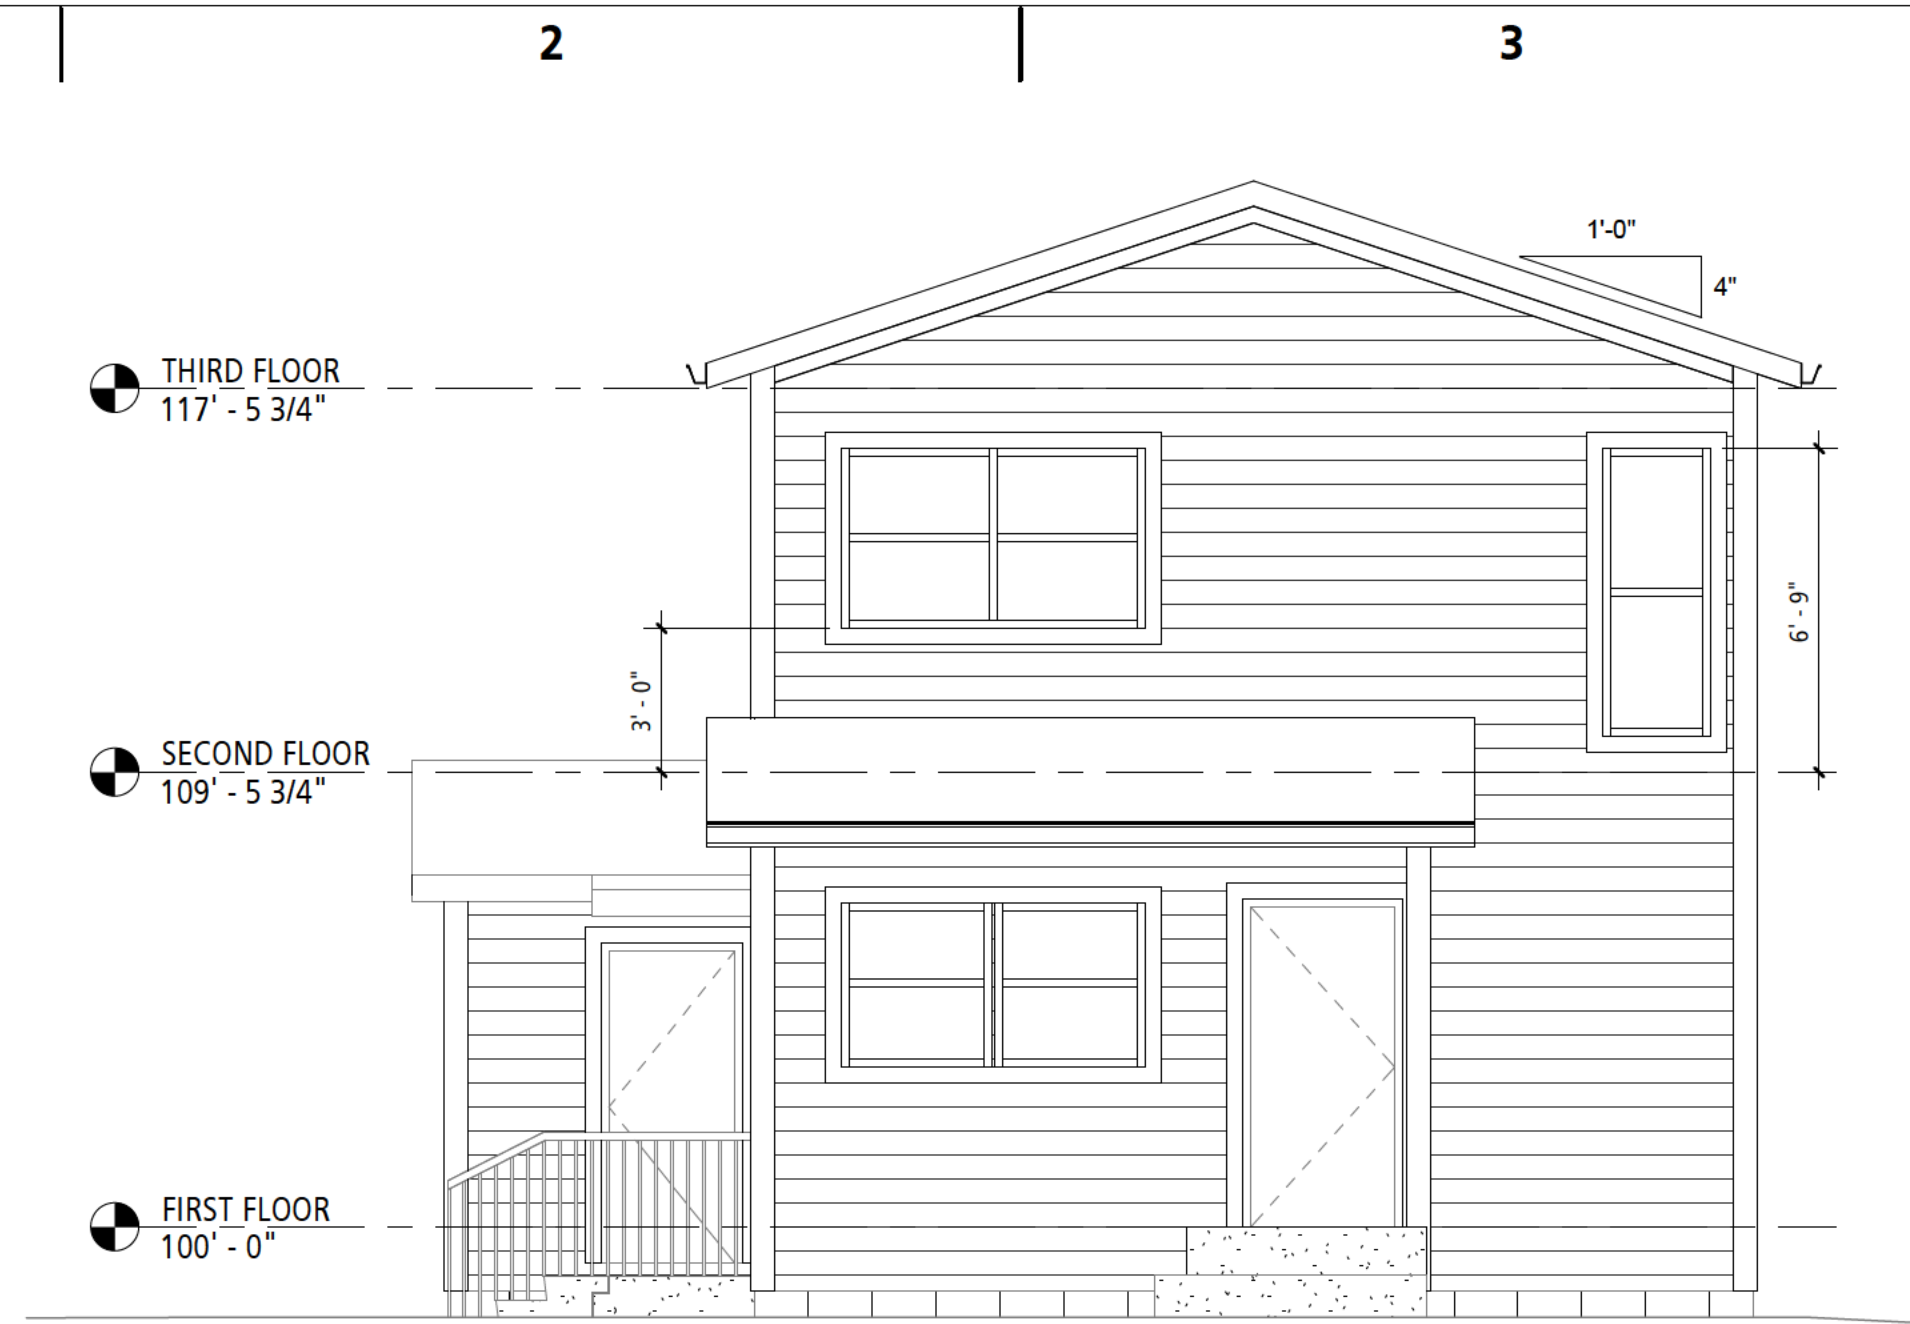 2
3
1'-0"
4"
THIRD FLOOR
117' - 5 3/4"
6' - 9"
3' - 0"
SECOND FLOOR
109' - 5 3/4"
FIRST FLOOR
100' - 0"